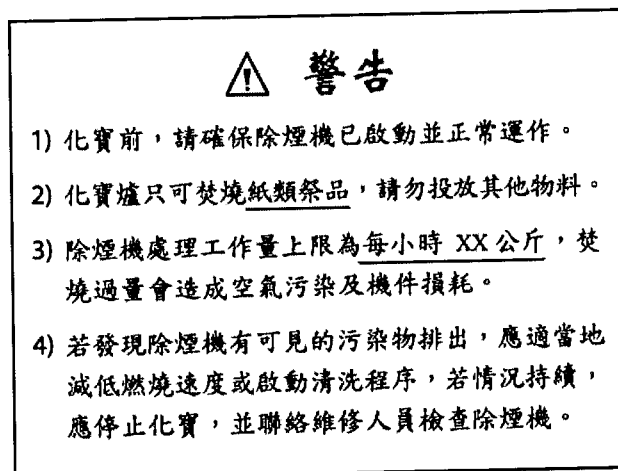 ⚠ 警告
1) 化寶前，請確保除煙機已啟動並正常運作。
2) 化寶爐只可焚燒紙類祭品，請勿投放其他物料。
3) 除煙機處理工作量上限為每小時 XX 公斤，焚
燒過量會造成空氣污染及機件損耗。
4) 若發現除煙機有可見的污染物排出，應適當地
減低燃燒速度或啟動清洗程序，若情況持續，
應停止化寶，並聯絡維修人員檢查除煙機。